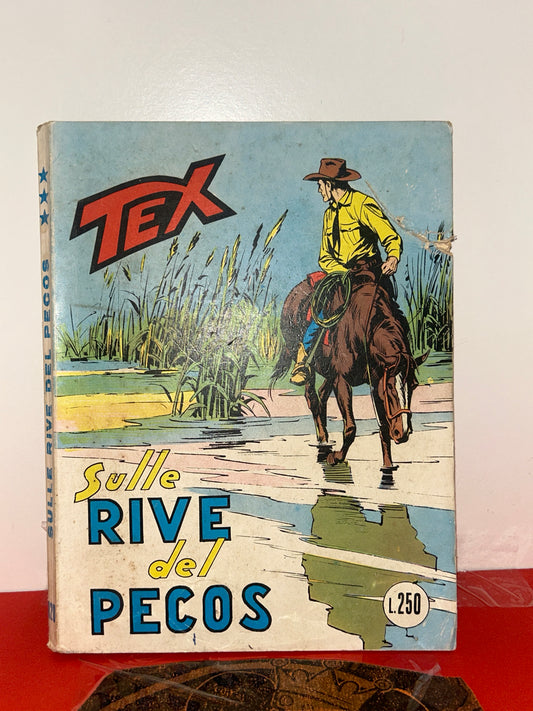 TEX
Sulle
RIVE
del
PECOS
L.250
SULLE RIVE DEL PECOS